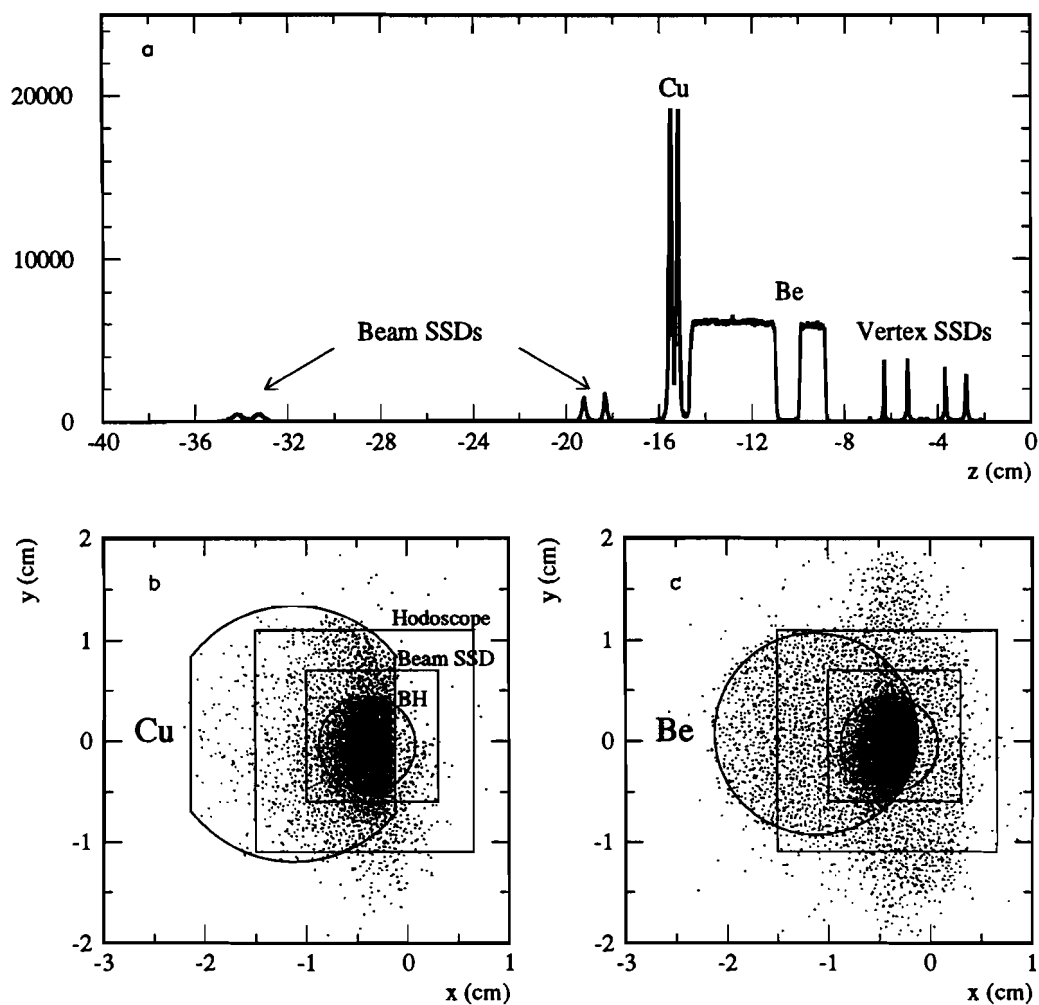 a
20000
10000
0
Cu
Be
Beam SSDs
Vertex SSDs
-40 -36 -32 -28 -24 -20 -16 -12 -8 -4 0
z (cm)
y (cm)
2
1
0
-1
-2
b
Hodoscope
Beam SSD
BH
Cu
-3 -2 -1 0 1
x (cm)
y (cm)
2
1
0
-1
-2
c
Be
-3 -2 -1 0 1
x (cm)